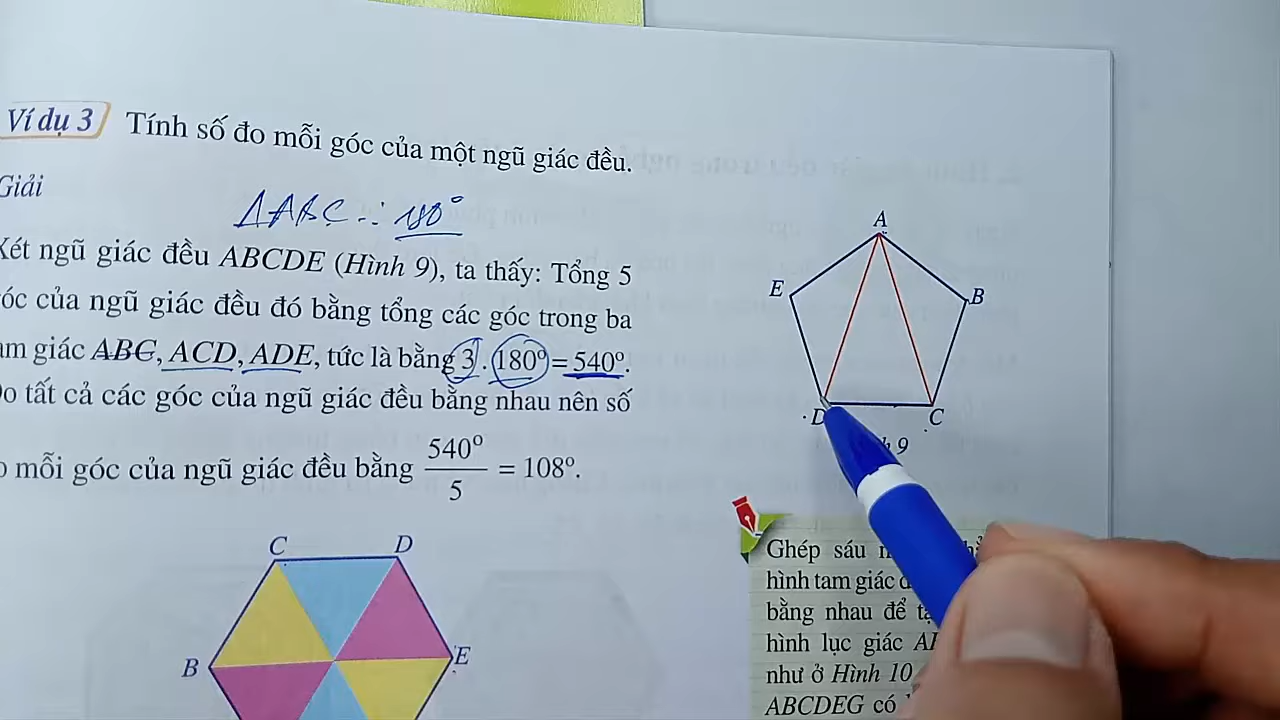 Ví dụ 3 Tính số đo mỗi góc của một ngũ giác đều.
Giải
ΔABC ∴ 180°
Xét ngũ giác đều ABCDE (Hình 9), ta thấy: Tổng 5
óc của ngũ giác đều đó bằng tổng các góc trong ba
am giác ABC, ACD, ADE, tức là bằng 3 . 180° = 540°.
Do tất cả các góc của ngũ giác đều bằng nhau nên số
o mỗi góc của ngũ giác đều bằng 540°/5 = 108°.
A
E
B
D
C
h 9
C
D
B
E
Ghép sáu
hình tam giác
bằng nhau để
hình lục giác
như ở Hình 10
ABCDEG có